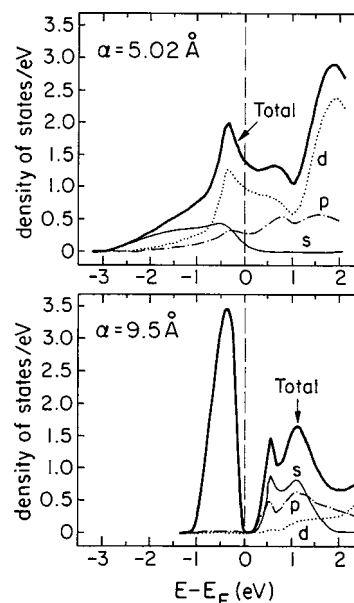 α=5.02 Å
density of states/eV
3.5
3.0
2.5
2.0
1.5
1.0
0.5
0
Total
d
p
s
-3 -2 -1 0 1 2
α=9.5 Å
density of states/eV
3.5
3.0
2.5
2.0
1.5
1.0
0.5
0
Total
s
p
d
-3 -2 -1 0 1 2
E-E_F (eV)